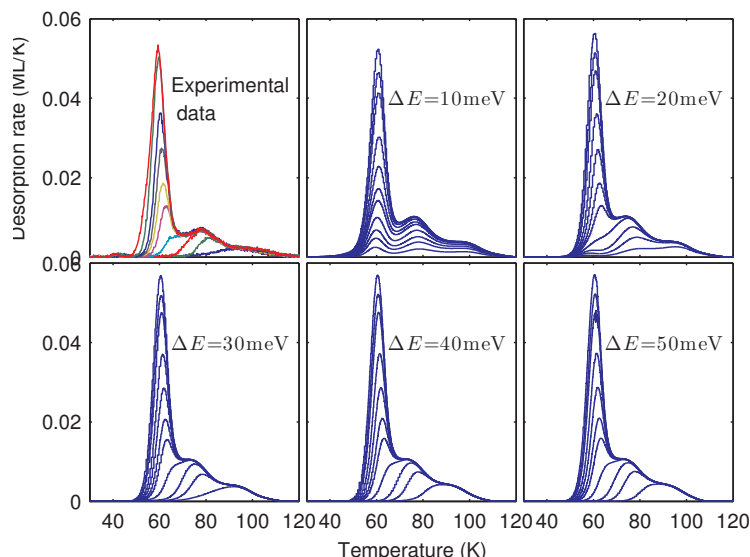 0.06
0.04
0.02
0
Desorption rate (ML/K)
Experimental
data
ΔE=10meV
ΔE=20meV
0.06
0.04
0.02
0
ΔE=30meV
ΔE=40meV
ΔE=50meV
40 60 80 100 120
40 60 80 100 120
40 60 80 100 120
Temperature (K)